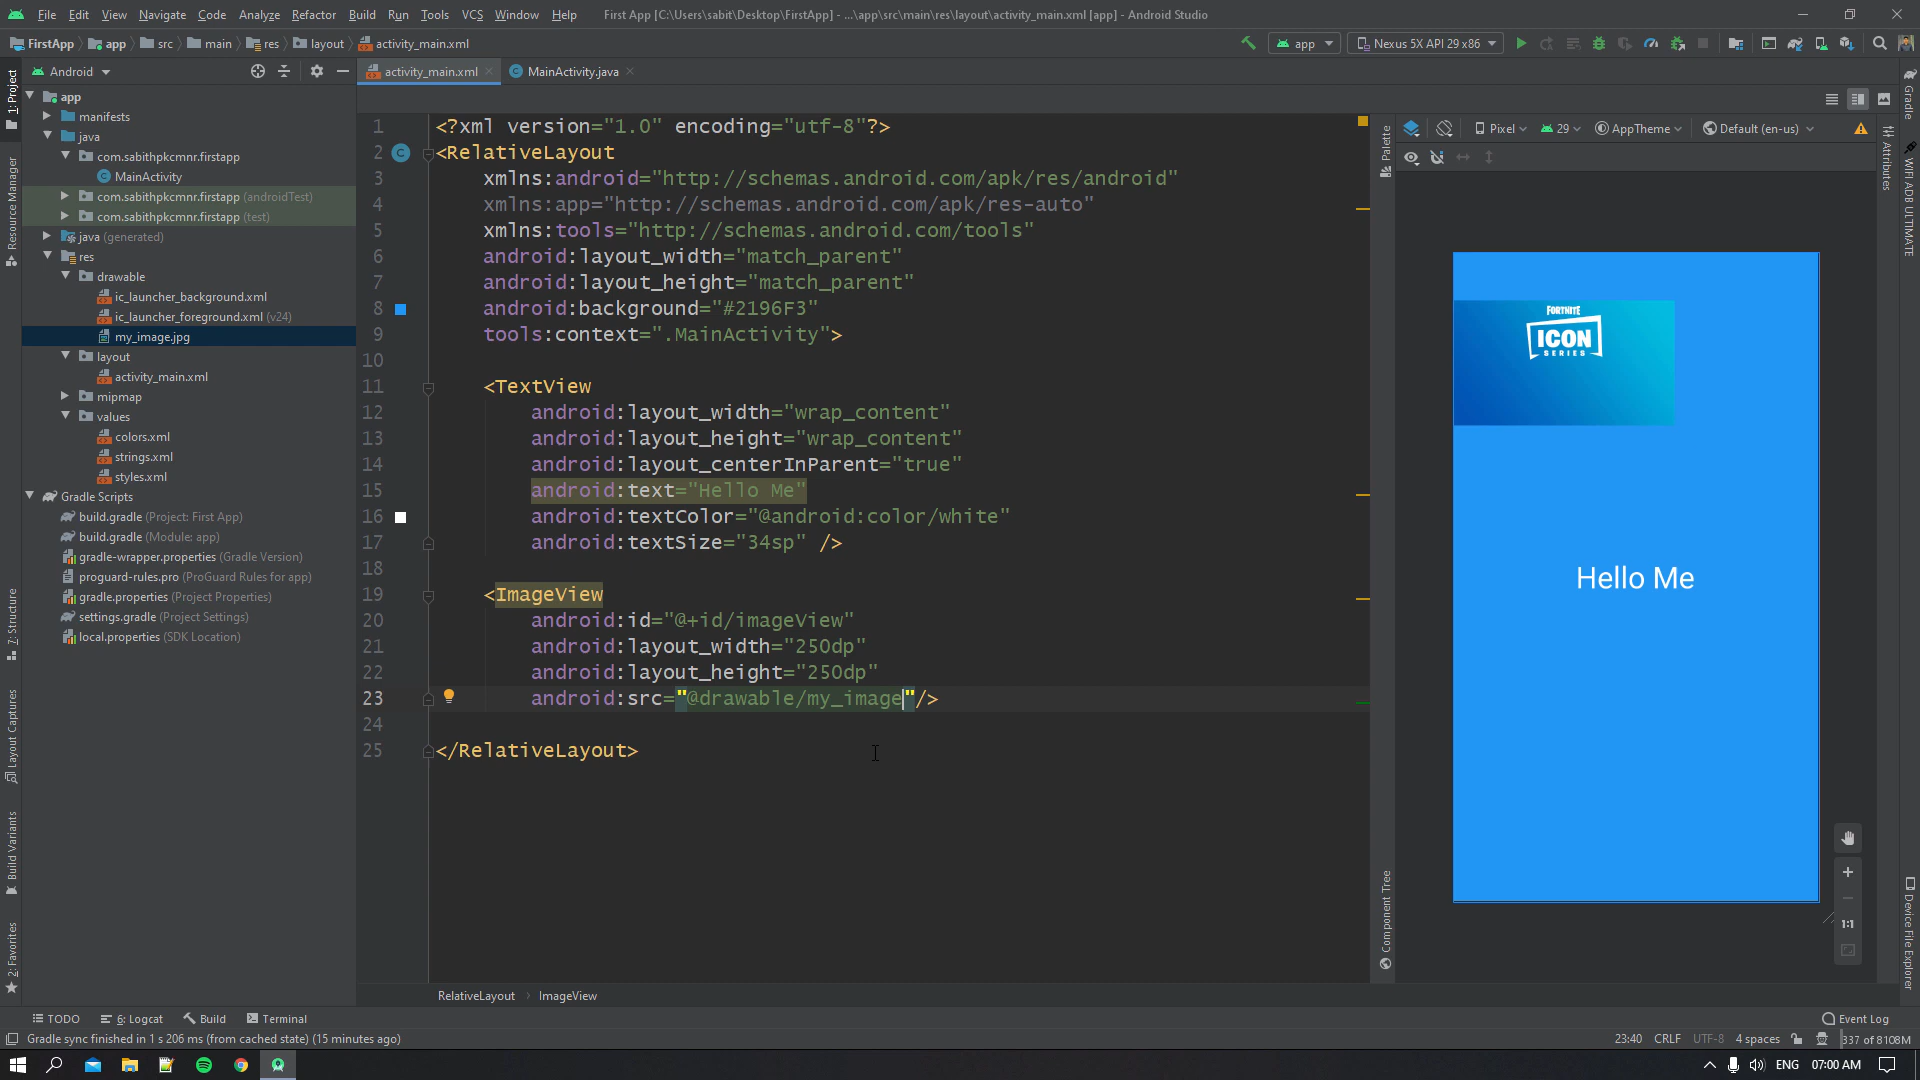 File Edit View Navigate Code Analyze Refactor Build Run Tools VCS Window Help First App [C:\Users\sabit\Desktop\FirstApp] - ...\app\src\main\res\layout\activity_main.xml [app] - Android Studio
FirstApp app src main res layout activity_main.xml app Nexus 5X API 29 x86
Android activity_main.xml MainActivity.java
app
manifests
java
com.sabithpkcmnr.firstapp
MainActivity
com.sabithpkcmnr.firstapp (androidTest)
com.sabithpkcmnr.firstapp (test)
java (generated)
res
drawable
ic_launcher_background.xml
ic_launcher_foreground.xml (v24)
my_image.jpg
layout
activity_main.xml
mipmap
values
colors.xml
strings.xml
styles.xml
Gradle Scripts
build.gradle (Project: First App)
build.gradle (Module: app)
gradle-wrapper.properties (Gradle Version)
proguard-rules.pro (ProGuard Rules for app)
gradle.properties (Project Properties)
settings.gradle (Project Settings)
local.properties (SDK Location)
1: Project
Resource Manager
7: Structure
Layout Captures
Build Variants
2: Favorites
1 <?xml version="1.0" encoding="utf-8"?>
2 <RelativeLayout
3 xmlns:android="http://schemas.android.com/apk/res/android"
4 xmlns:app="http://schemas.android.com/apk/res-auto"
5 xmlns:tools="http://schemas.android.com/tools"
6 android:layout_width="match_parent"
7 android:layout_height="match_parent"
8 android:background="#2196F3"
9 tools:context=".MainActivity">
10
11 <TextView
12 android:layout_width="wrap_content"
13 android:layout_height="wrap_content"
14 android:layout_centerInParent="true"
15 android:text="Hello Me"
16 android:textColor="@android:color/white"
17 android:textSize="34sp" />
18
19 <ImageView
20 android:id="@+id/imageView"
21 android:layout_width="250dp"
22 android:layout_height="250dp"
23 android:src="@drawable/my_image"/>
24
25 </RelativeLayout>
RelativeLayout ImageView
Palette
Component Tree
Pixel 29 AppTheme Default (en-us)
FORTNITE
ICON
SERIES
Hello Me
1:1
Attributes
Gradle
WIFI ADB ULTIMATE
Device File Explorer
TODO 6: Logcat Build Terminal Event Log
Gradle sync finished in 1 s 206 ms (from cached state) (15 minutes ago) 23:40 CRLF UTF-8 4 spaces 337 of 8108M
ENG 07:00 AM